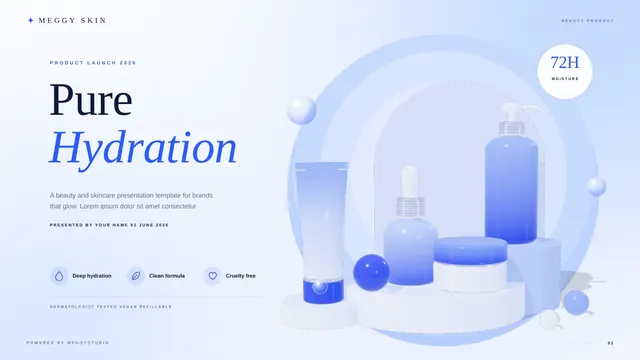 MEGGY SKIN
BEAUTY PRODUCT
PRODUCT LAUNCH 2026
72H
MOISTURE
Pure
Hydration
A beauty and skincare presentation template for brands
that glow. Lorem ipsum dolor sit amet consectetur
PRESENTED BY YOUR NAME 01 JUNE 2026
Deep hydration
Clean formula
Cruelty free
DERMATOLOGIST TESTED VEGAN REFILLABLE
POWERED BY MEGGYSTUDIO
01